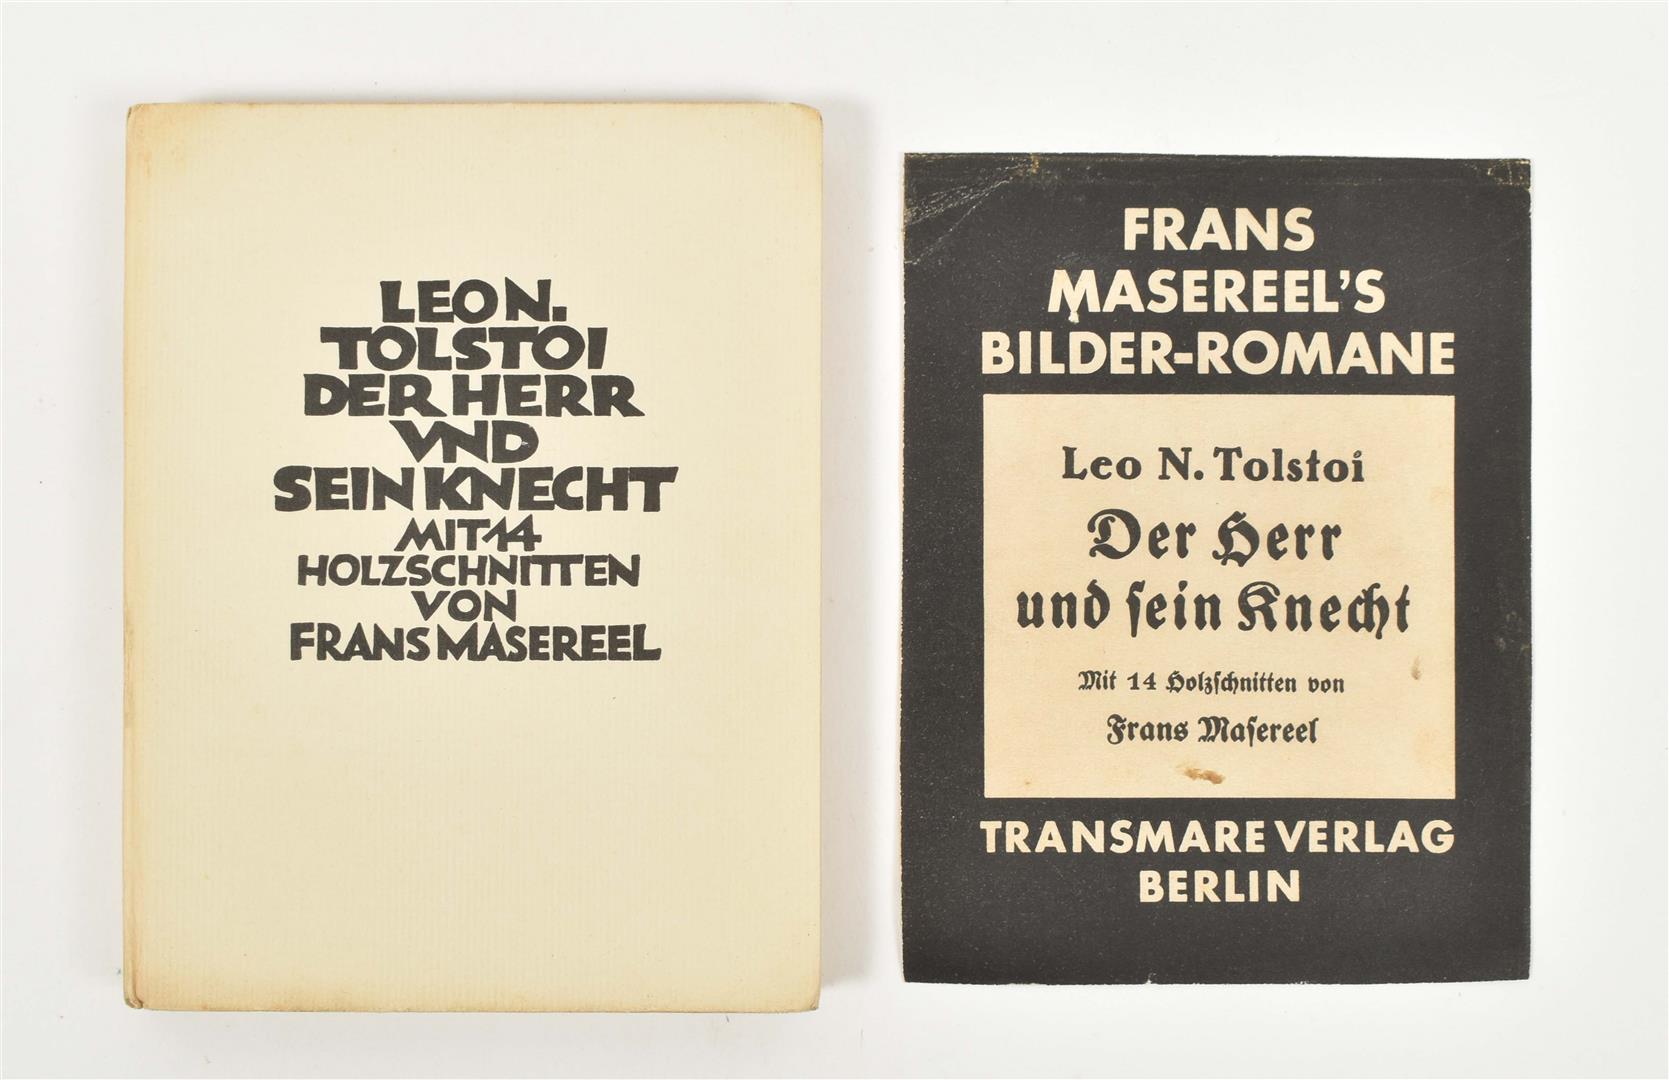 LEO N.
TOLSTOI
DER HERR
VND
SEIN KNECHT
MIT 14
HOLZSCHNITTEN
VON
FRANS MASEREEL
FRANS
MASEREEL'S
BILDER-ROMANE
Leo N. Tolstoi
Der Herr
und ſein Knecht
Mit 14 Holzſchnitten von
Frans Maſereel
TRANSMARE VERLAG
BERLIN